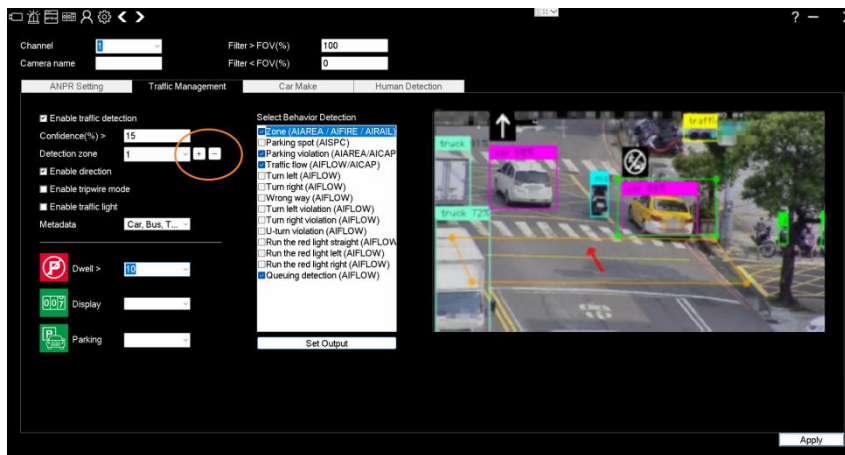 Channel 1 Filter > FOV(%) 100
Camera name Filter < FOV(%) 0
ANPR Setting Traffic Management Car Make Human Detection
Enable traffic detection
Confidence(%) > 15
Detection zone 1 + −
Enable direction
Enable tripwire mode
Enable traffic light
Metadata Car, Bus, T...
Dwell > 10
Display
Parking
Select Behavior Detection
Zone (AIAREA / AIFIRE / AIRAIL)
Parking spot (AISPC)
Parking violation (AIAREA/AICAP
Traffic flow (AIFLOW/AICAP)
Turn left (AIFLOW)
Turn right (AIFLOW)
Wrong way (AIFLOW)
Turn left violation (AIFLOW)
Turn right violation (AIFLOW)
U-turn violation (AIFLOW)
Run the red light straight (AIFLOW
Run the red light left (AIFLOW)
Run the red light right (AIFLOW)
Queuing detection (AIFLOW)
Set Output
traffi
truck
truck 72%
Apply